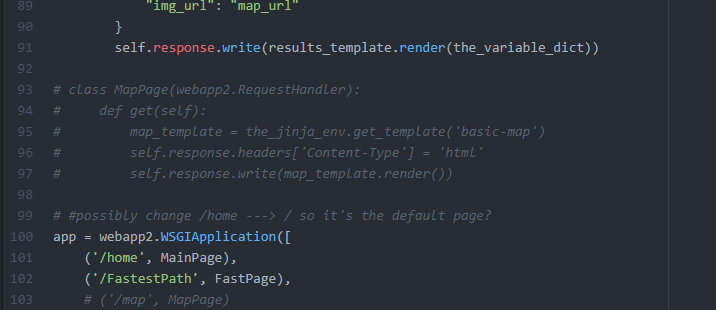 89 "img_url": "map_url"
90 }
91 self.response.write(results_template.render(the_variable_dict))
92
93 # class MapPage(webapp2.RequestHandler):
94 #     def get(self):
95 #         map_template = the_jinja_env.get_template('basic-map')
96 #         self.response.headers['Content-Type'] = 'html'
97 #         self.response.write(map_template.render())
98
99 # #possibly change /home ---> / so it's the default page?
100 app = webapp2.WSGIApplication([
101 ('/home', MainPage),
102 ('/FastestPath', FastPage),
103 # ('/map', MapPage)